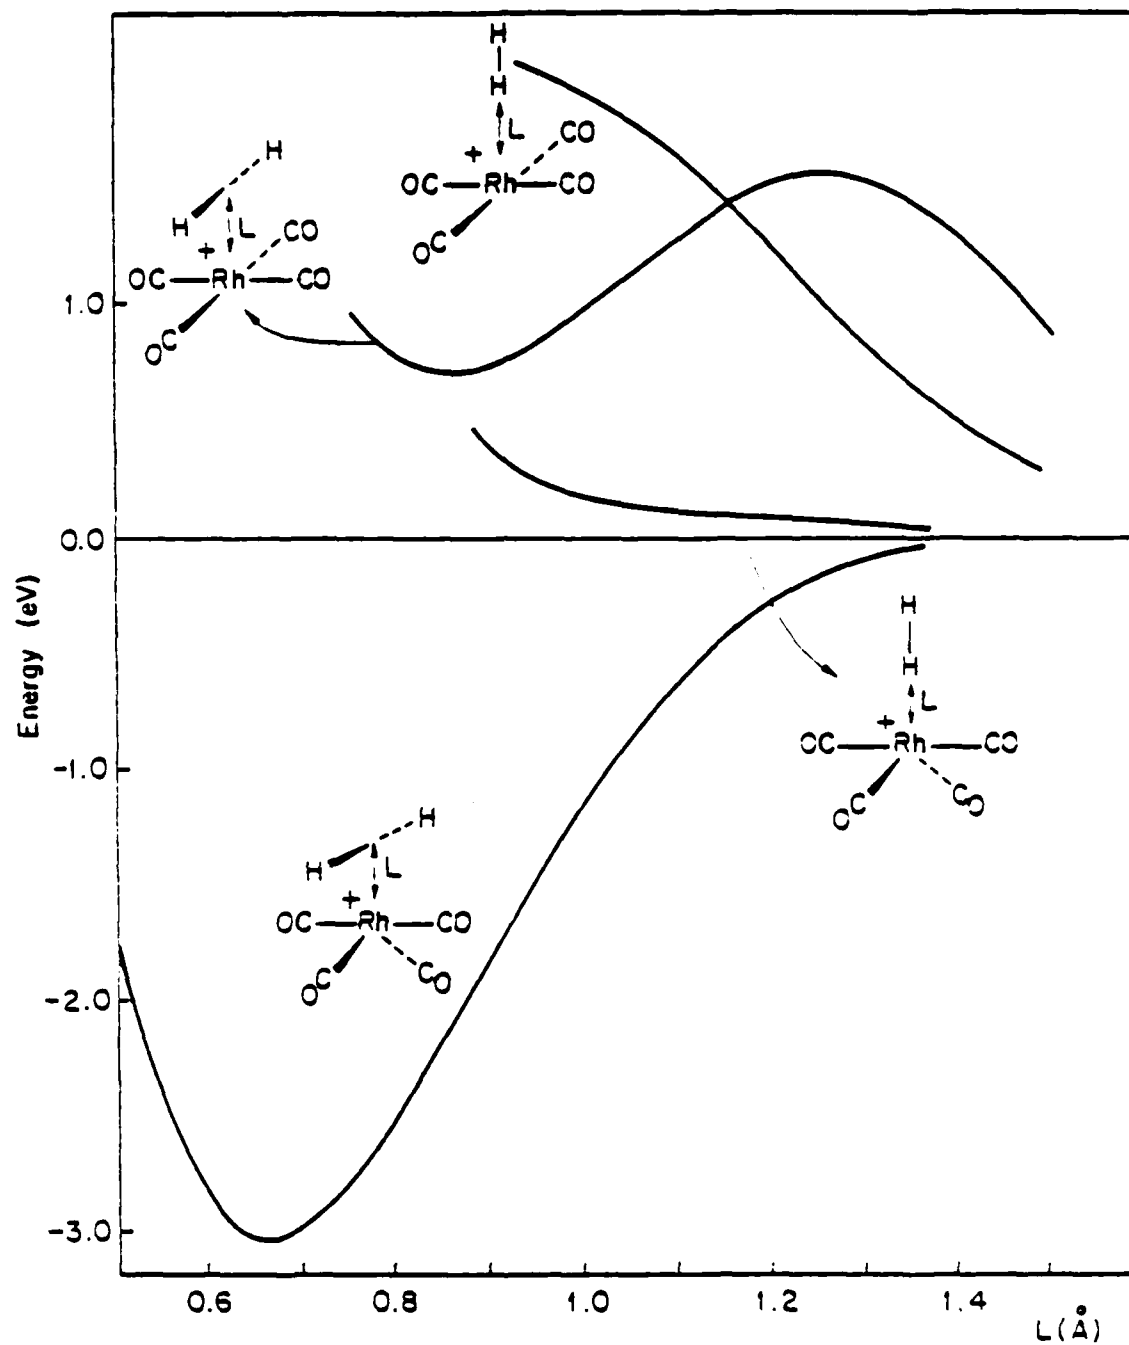 H
H
L
+
CO
OC Rh CO
OC
H
H
L
+
CO
OC Rh CO
OC
1.0
0.0
Energy (eV)
H
H
L
+
OC Rh CO
OC CO
-1.0
H
H
L
+
OC Rh CO
OC CO
-2.0
-3.0
0.6 0.8 1.0 1.2 1.4
L(Å)